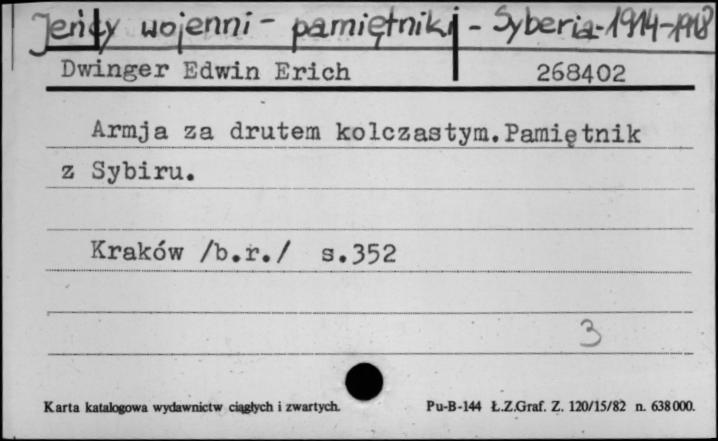 Jeńcy wojenni - pamiętniki - Syberia - 1914-1918
Dwinger Edwin Erich 268402
Armja za drutem kolczastym.Pamiętnik
z Sybiru.
Kraków /b.r./ s.352
3
Karta katalogowa wydawnictw ciągłych i zwartych. Pu-B-144 Ł.Z.Graf. Z. 120/15/82 n. 638000.